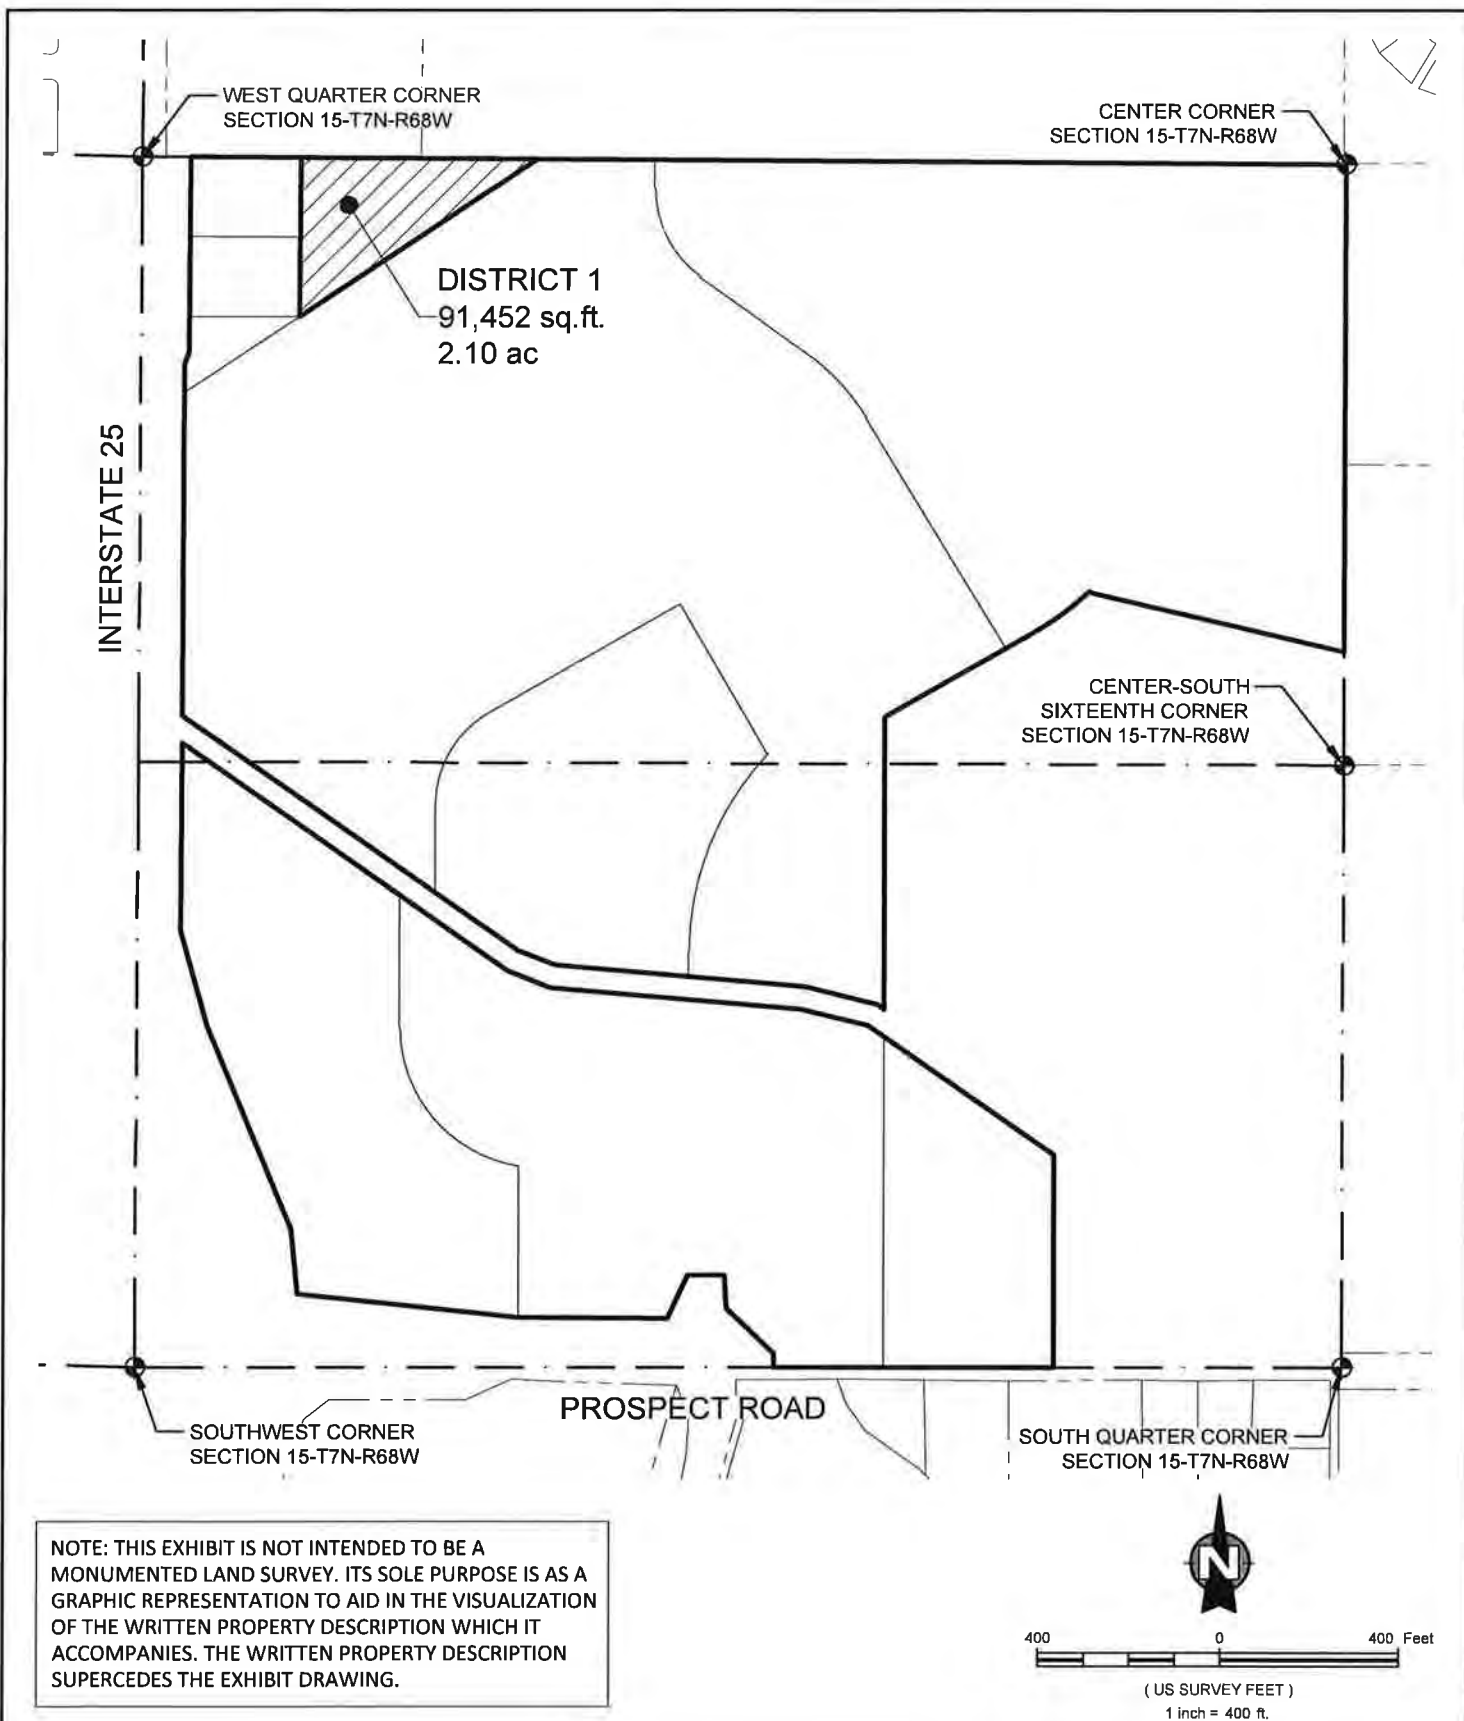 WEST QUARTER CORNER
SECTION 15-T7N-R68W
CENTER CORNER
SECTION 15-T7N-R68W
DISTRICT 1
91,452 sq.ft.
2.10 ac
INTERSTATE 25
CENTER-SOUTH
SIXTEENTH CORNER
SECTION 15-T7N-R68W
PROSPECT ROAD
SOUTHWEST CORNER
SECTION 15-T7N-R68W
SOUTH QUARTER CORNER
SECTION 15-T7N-R68W
NOTE: THIS EXHIBIT IS NOT INTENDED TO BE A
MONUMENTED LAND SURVEY. ITS SOLE PURPOSE IS AS A
GRAPHIC REPRESENTATION TO AID IN THE VISUALIZATION
OF THE WRITTEN PROPERTY DESCRIPTION WHICH IT
ACCOMPANIES. THE WRITTEN PROPERTY DESCRIPTION
SUPERCEDES THE EXHIBIT DRAWING.
N
400 0 400 Feet
( US SURVEY FEET )
1 inch = 400 ft.